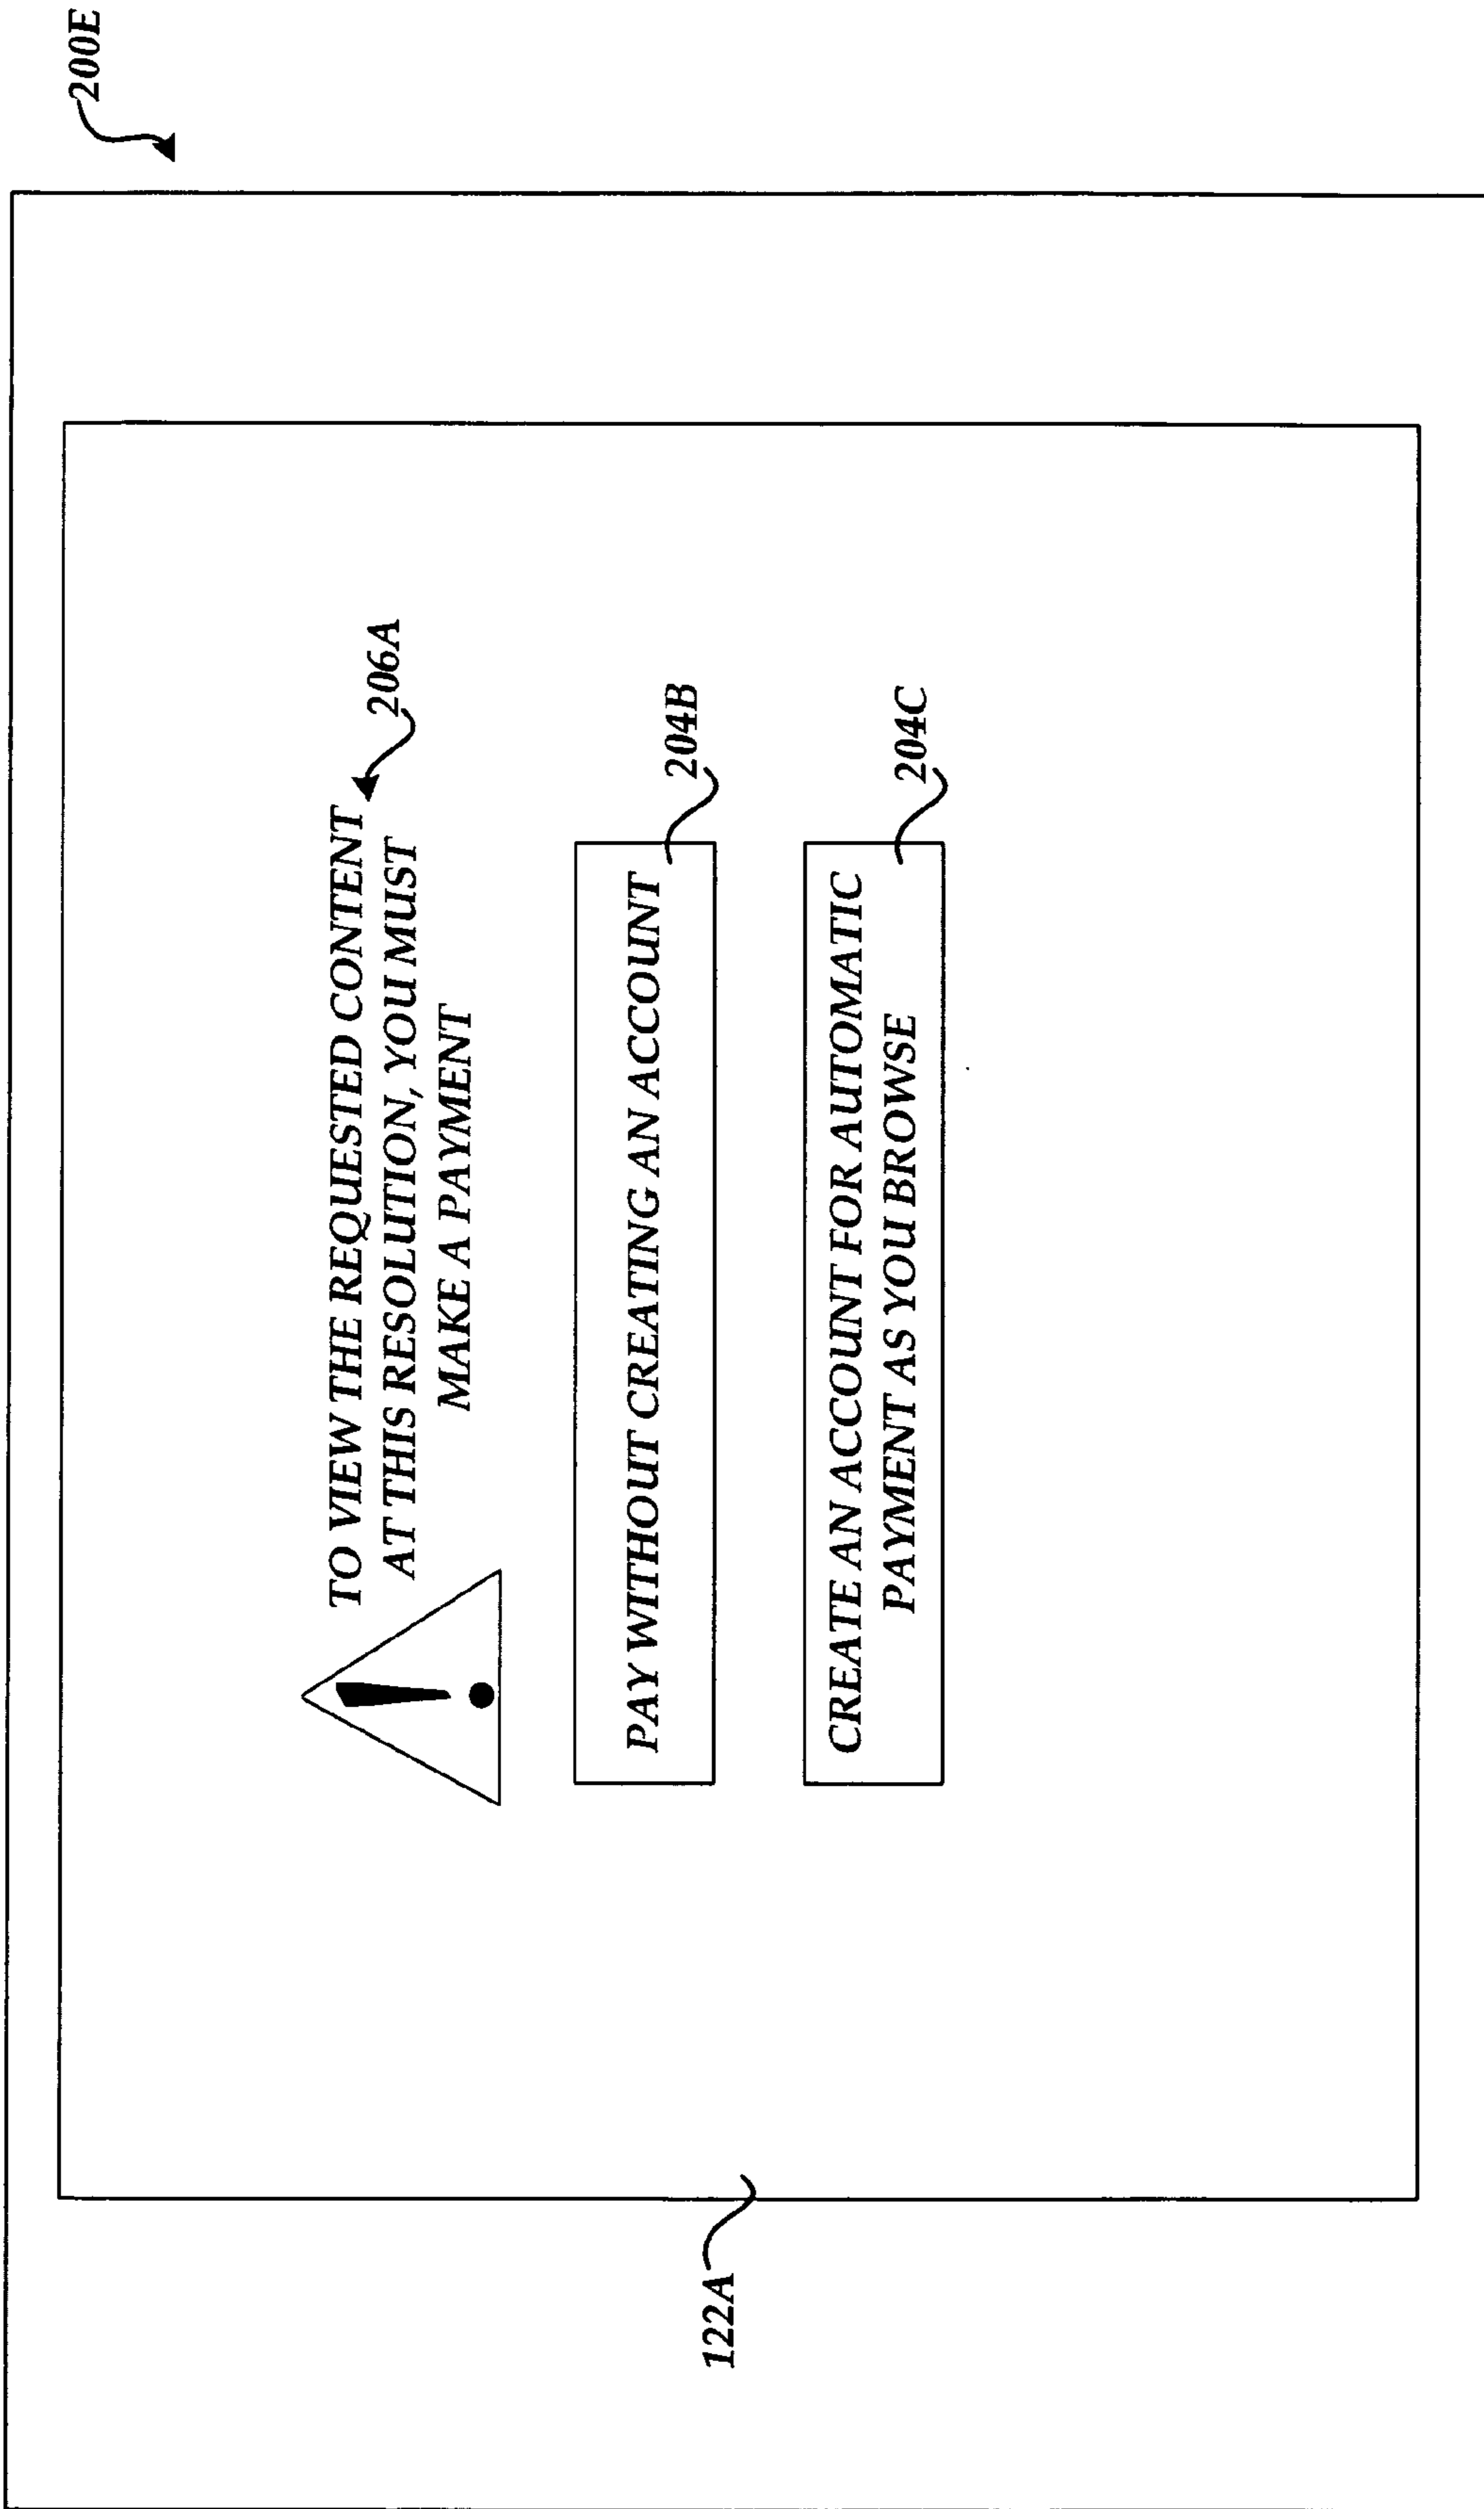 200E
TO VIEW THE REQUESTED CONTENT
AT THIS RESOLUTION, YOU MUST
MAKE A PAYMENT
206A
PAY WITHOUT CREATING AN ACCOUNT
204B
CREATE AN ACCOUNT FOR AUTOMATIC
PAYMENT AS YOU BROWSE
204C
122A